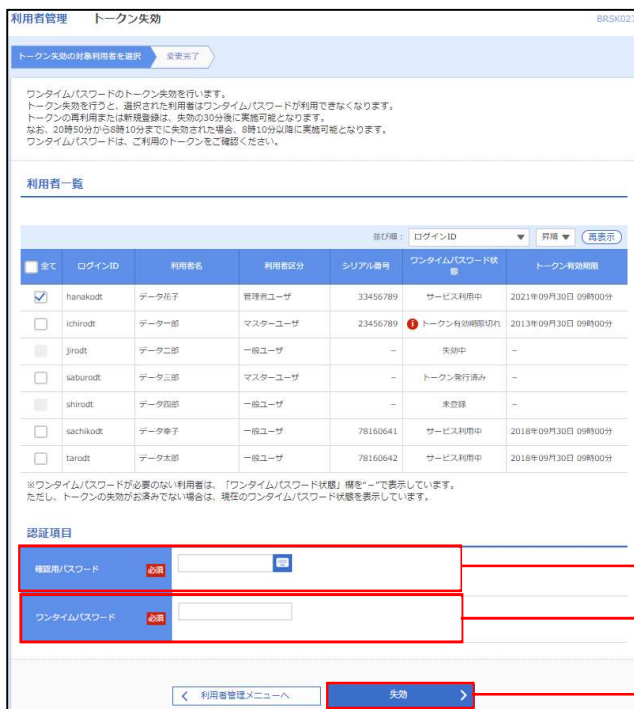 利用者管理 トークン失効 BRSK027
トークン失効の対象利用者を選択 変更完了
ワンタイムパスワードのトークン失効を行います。
トークン失効を行うと、選択された利用者はワンタイムパスワードが利用できなくなります。
トークンの再利用または新規登録は、失効の30分後に実施可能となります。
なお、20時50分から8時10分までに失効された場合、8時10分以降に実施可能となります。
ワンタイムパスワードは、ご利用のトークンをご確認ください。
利用者一覧
並び順： ログインID 昇順 再表示
全て ログインID 利用者名 利用者区分 シリアル番号 ワンタイムパスワード状態 トークン有効期限
hanakodt データ花子 管理者ユーザ 33456789 サービス利用中 2021年09月30日 09時00分
ichirodt データ一郎 マスターユーザ 23456789 トークン有効期限切れ 2013年09月30日 09時00分
jirodt データ二郎 一般ユーザ － 失効中 －
saburodt データ三郎 マスターユーザ － トークン発行済み －
shirodt データ四郎 一般ユーザ － 未登録 －
sachikodt データ幸子 一般ユーザ 78160641 サービス利用中 2018年09月30日 09時00分
tarodt データ太郎 一般ユーザ 78160642 サービス利用中 2018年09月30日 09時00分
※ワンタイムパスワードが必要のない利用者は、「ワンタイムパスワード状態」欄を"－"で表示しています。
ただし、トークンの失効がお済みでない場合は、現在のワンタイムパスワード状態を表示しています。
認証項目
確認用パスワード 必須
ワンタイムパスワード 必須
利用者管理メニューへ 失効